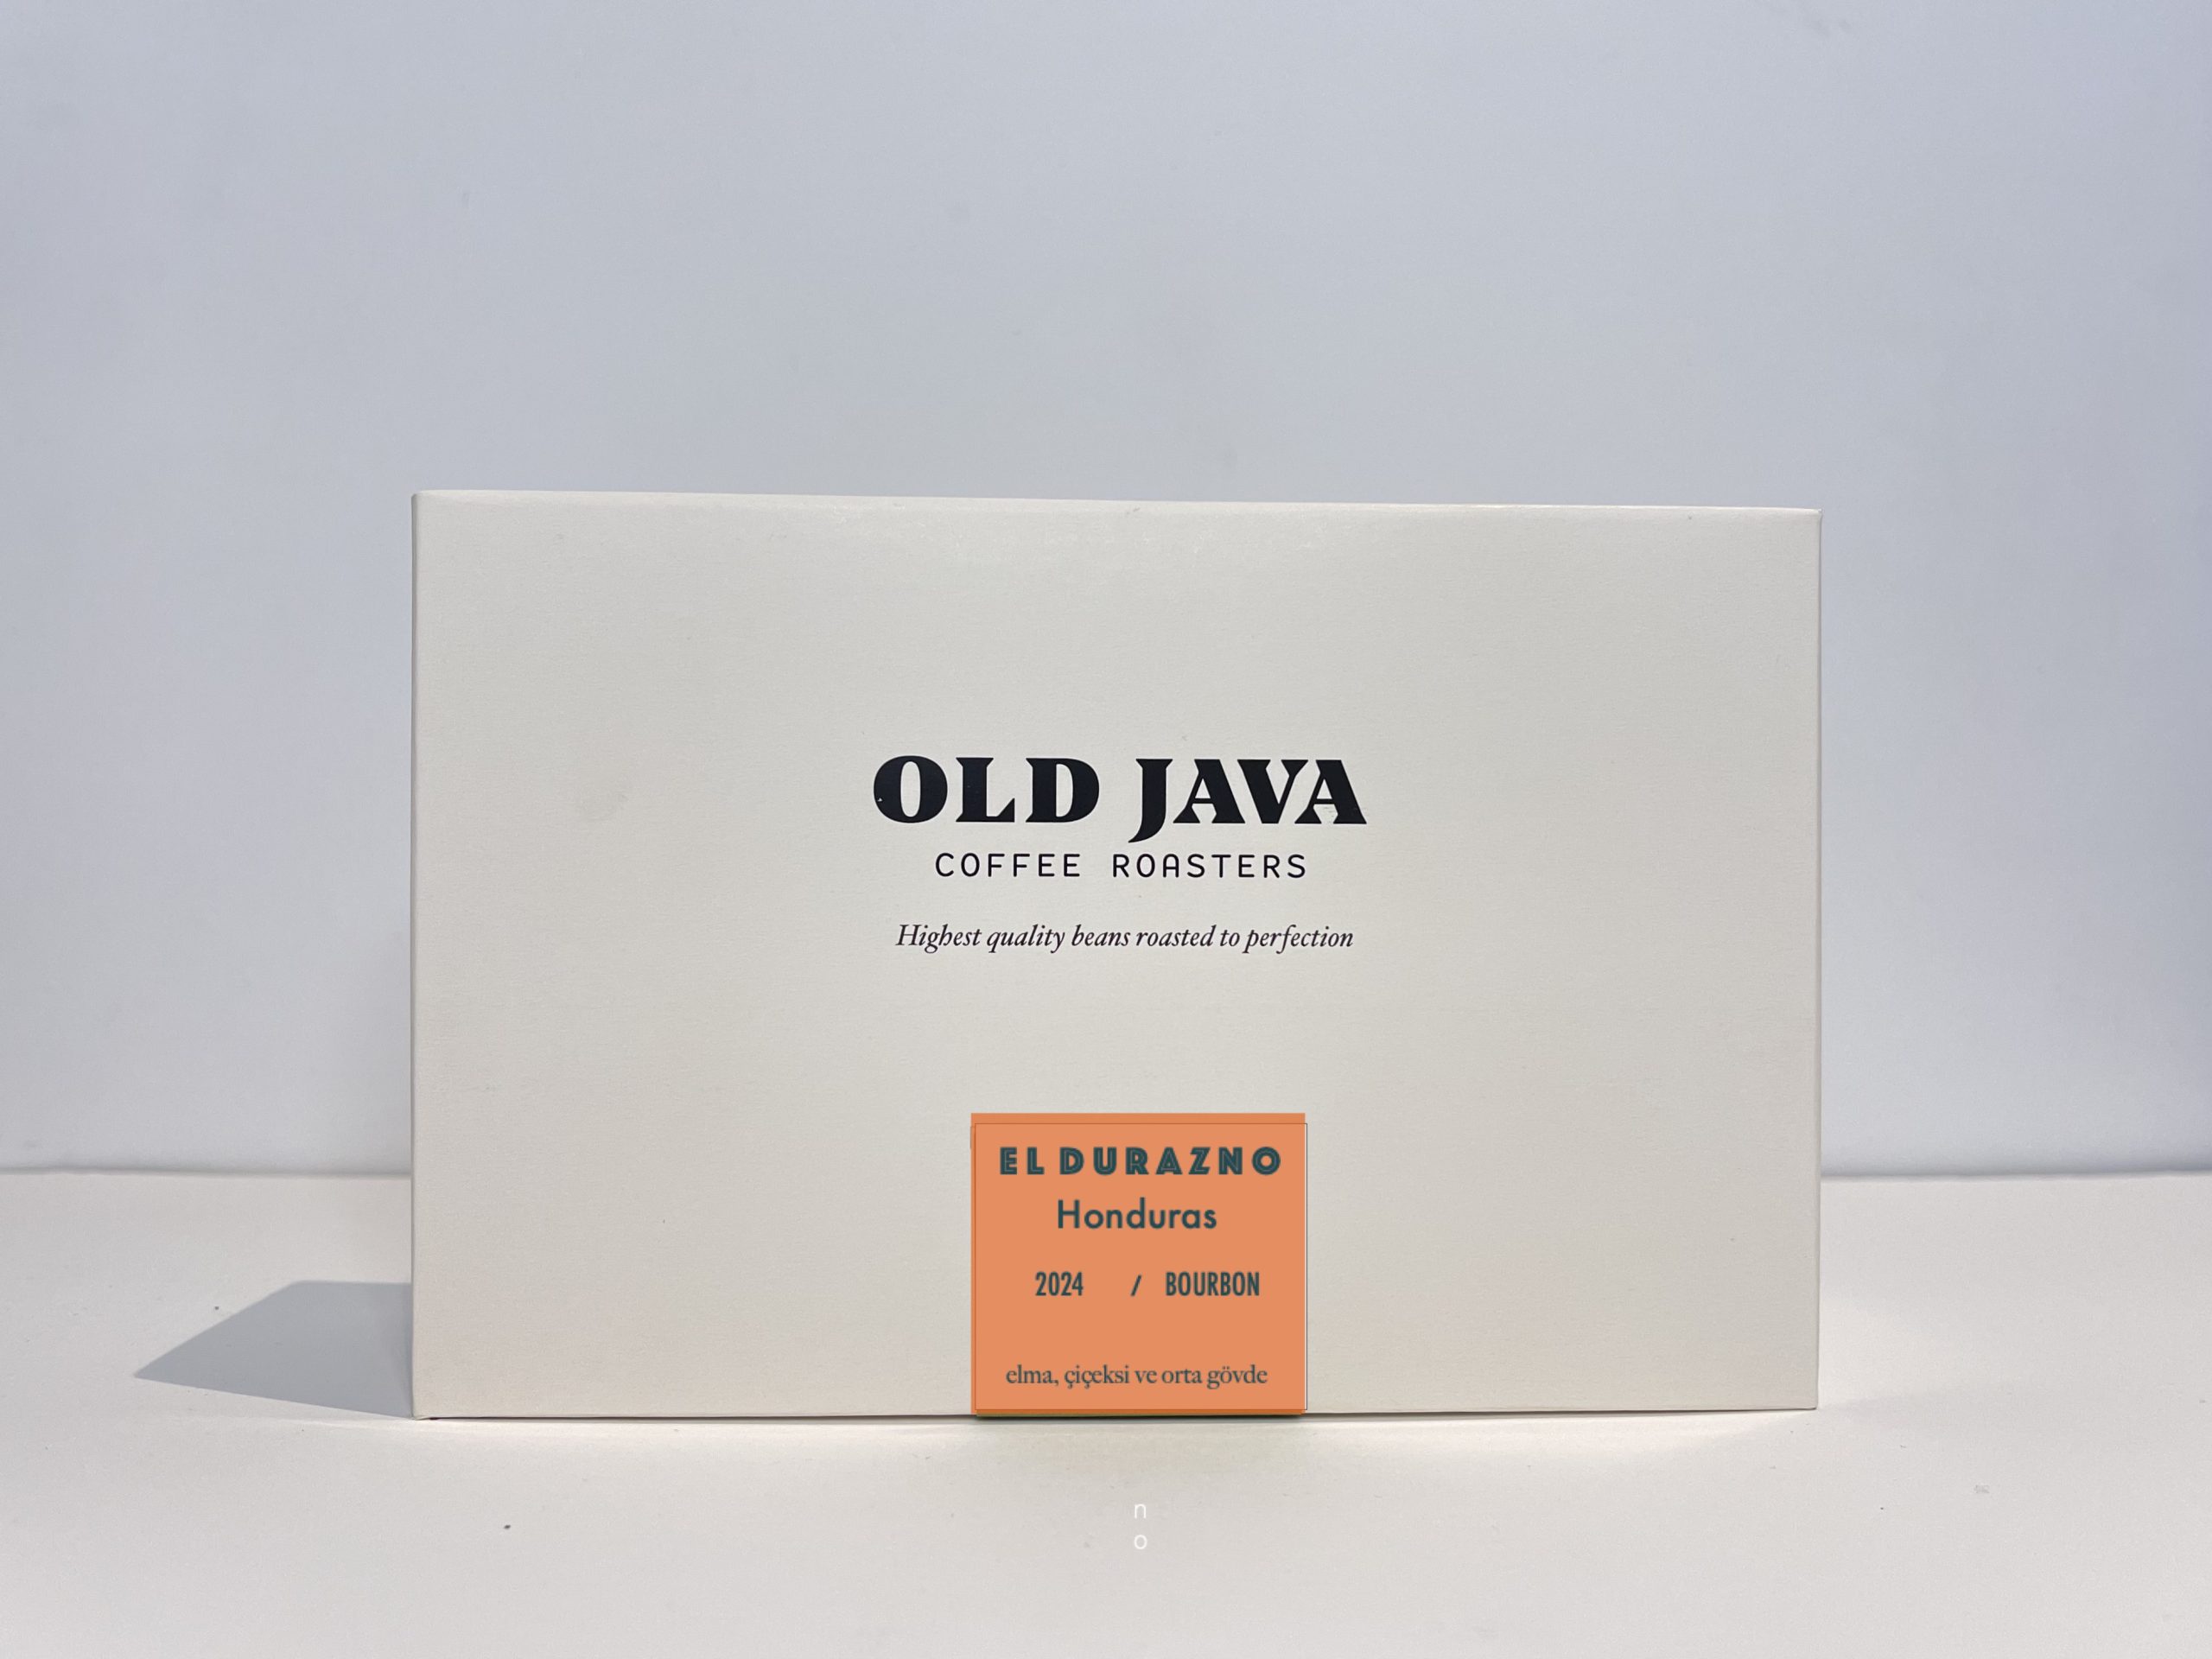 OLD JAVA
COFFEE ROASTERS
Highest quality beans roasted to perfection
EL DURAZNO
Honduras
2024 / BOURBON
elma, çiçeksi ve orta gövde
n
o